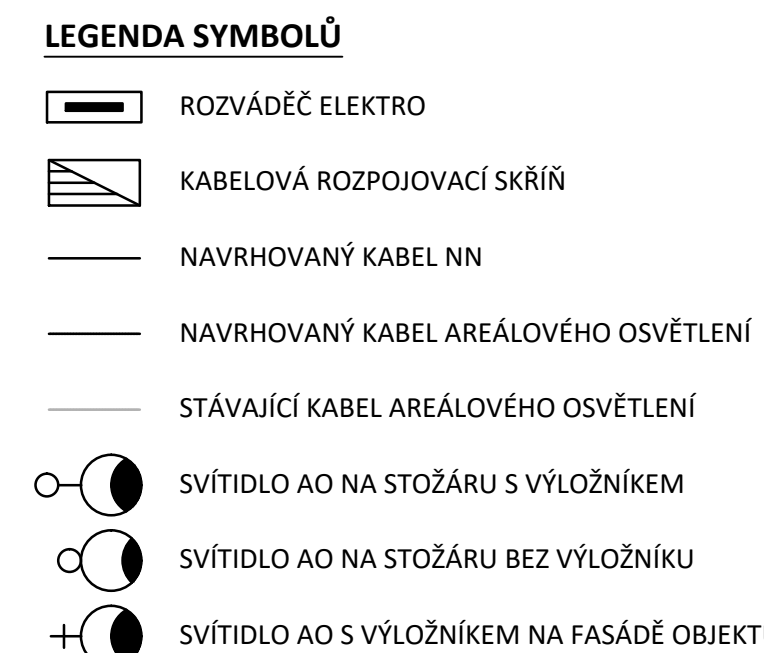 LEGENDA SYMBOLŮ
ROZVÁDĚČ ELEKTRO
KABELOVÁ ROZPOJOVACÍ SKŘÍŇ
NAVRHOVANÝ KABEL NN
NAVRHOVANÝ KABEL AREÁLOVÉHO OSVĚTLENÍ
STÁVAJÍCÍ KABEL AREÁLOVÉHO OSVĚTLENÍ
SVÍTIDLO AO NA STOŽÁRU S VÝLOŽNÍKEM
SVÍTIDLO AO NA STOŽÁRU BEZ VÝLOŽNÍKU
SVÍTIDLO AO S VÝLOŽNÍKEM NA FASÁDĚ OBJEKTU